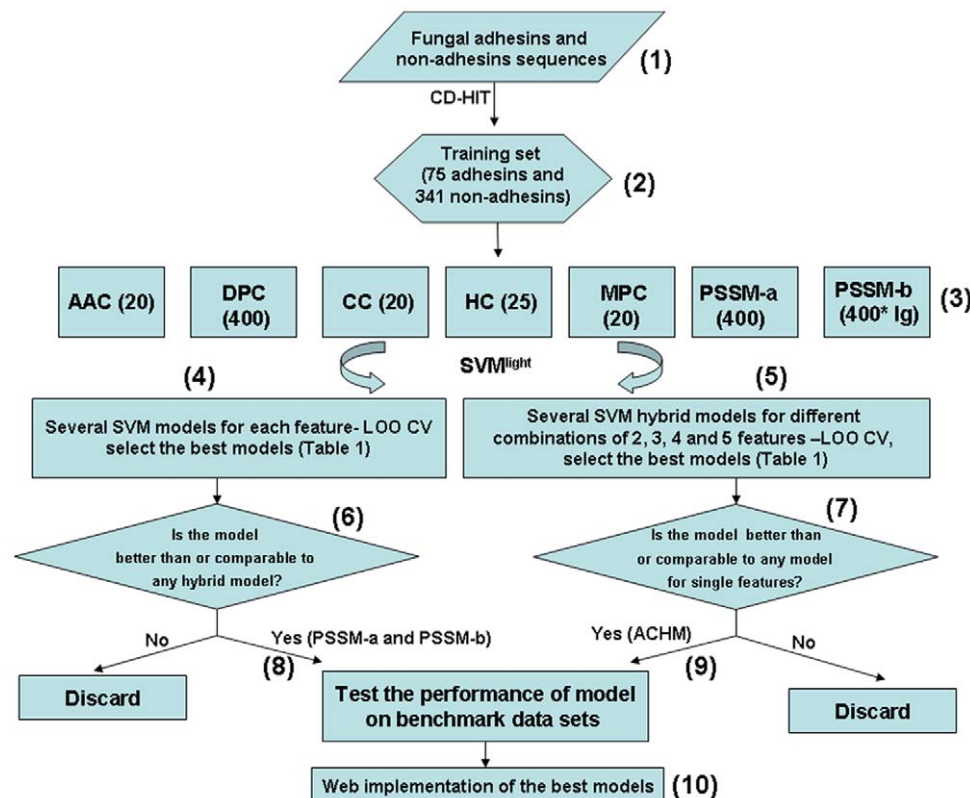 Fungal adhesins and
non-adhesins sequences
(1)
CD-HIT
Training set
(75 adhesins and
341 non-adhesins)
(2)
AAC (20)
DPC
(400)
CC (20)
HC (25)
MPC
(20)
PSSM-a
(400)
PSSM-b
(400* lg)
(3)
SVMlight
(4)
(5)
Several SVM models for each feature- LOO CV
select the best models (Table 1)
Several SVM hybrid models for different
combinations of 2, 3, 4 and 5 features –LOO CV,
select the best models (Table 1)
(6)
Is the model
better than or comparable to
any hybrid model?
(7)
Is the model better than
or comparable to any model
for single features?
No
Yes (PSSM-a and PSSM-b)
Yes (ACHM)
No
(8)
(9)
Discard
Test the performance of model
on benchmark data sets
Discard
Web implementation of the best models
(10)